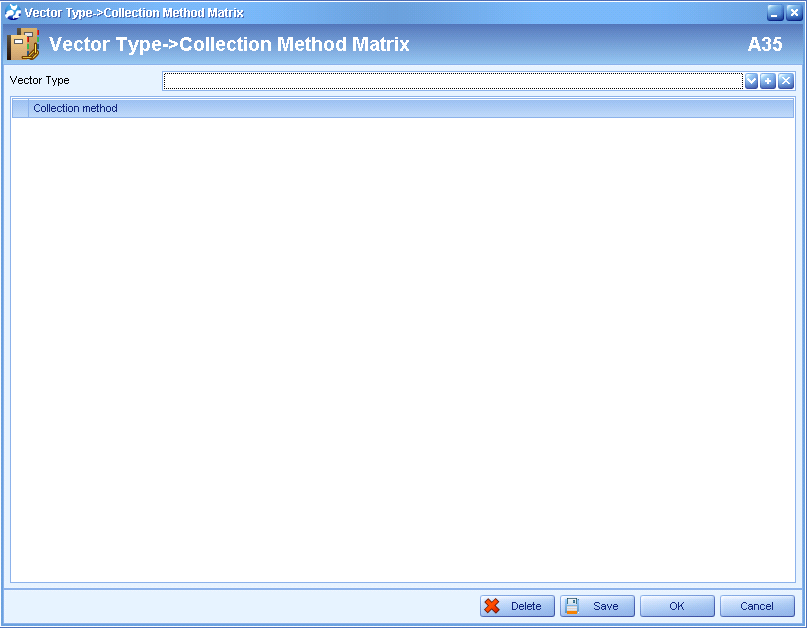 Vector Type->Collection Method Matrix
Vector Type->Collection Method Matrix A35
Vector Type
Collection method
Delete Save OK Cancel